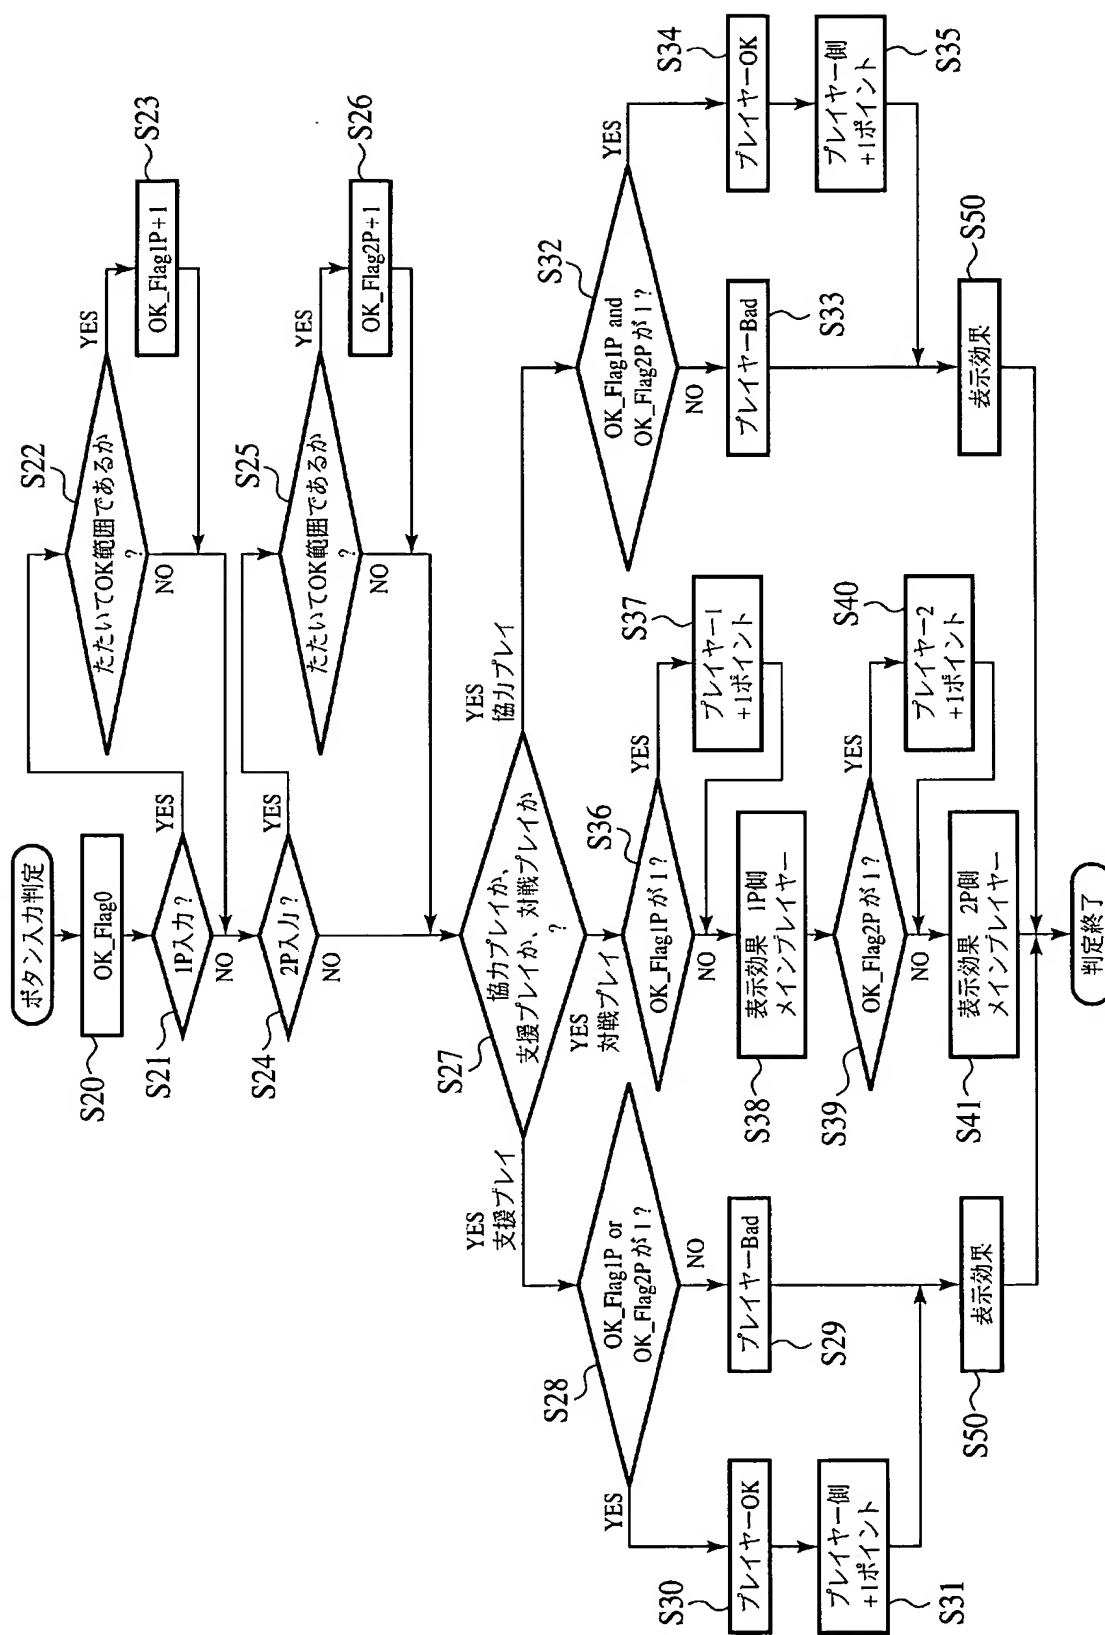 ボタン入力判定
OK_Flag0
S20
1P入力?
S21
YES
NO
たたいてOK範囲であるか
?
S22
YES
NO
OK_Flag1P+1
S23
2P入力?
S24
YES
NO
たたいてOK範囲であるか
?
S25
YES
NO
OK_Flag2P+1
S26
協力プレイか、
支援プレイか、対戦プレイか
?
S27
YES
支援プレイ
YES
対戦プレイ
YES
協力プレイ
OK_Flag1P or
OK_Flag2Pが1?
S28
YES
NO
プレイヤーBad
S29
プレイヤーOK
S30
プレイヤー側
+1ポイント
S31
表示効果
S50
OK_Flag1Pが1?
S36
YES
NO
プレイヤー1
+1ポイント
S37
表示効果 1P側
メインプレイヤー
S38
OK_Flag2Pが1?
S39
YES
NO
プレイヤー2
+1ポイント
S40
表示効果 2P側
メインプレイヤー
S41
OK_Flag1P and
OK_Flag2Pが1?
S32
YES
NO
プレイヤーBad
S33
プレイヤーOK
S34
プレイヤー側
+1ポイント
S35
表示効果
S50
判定終了